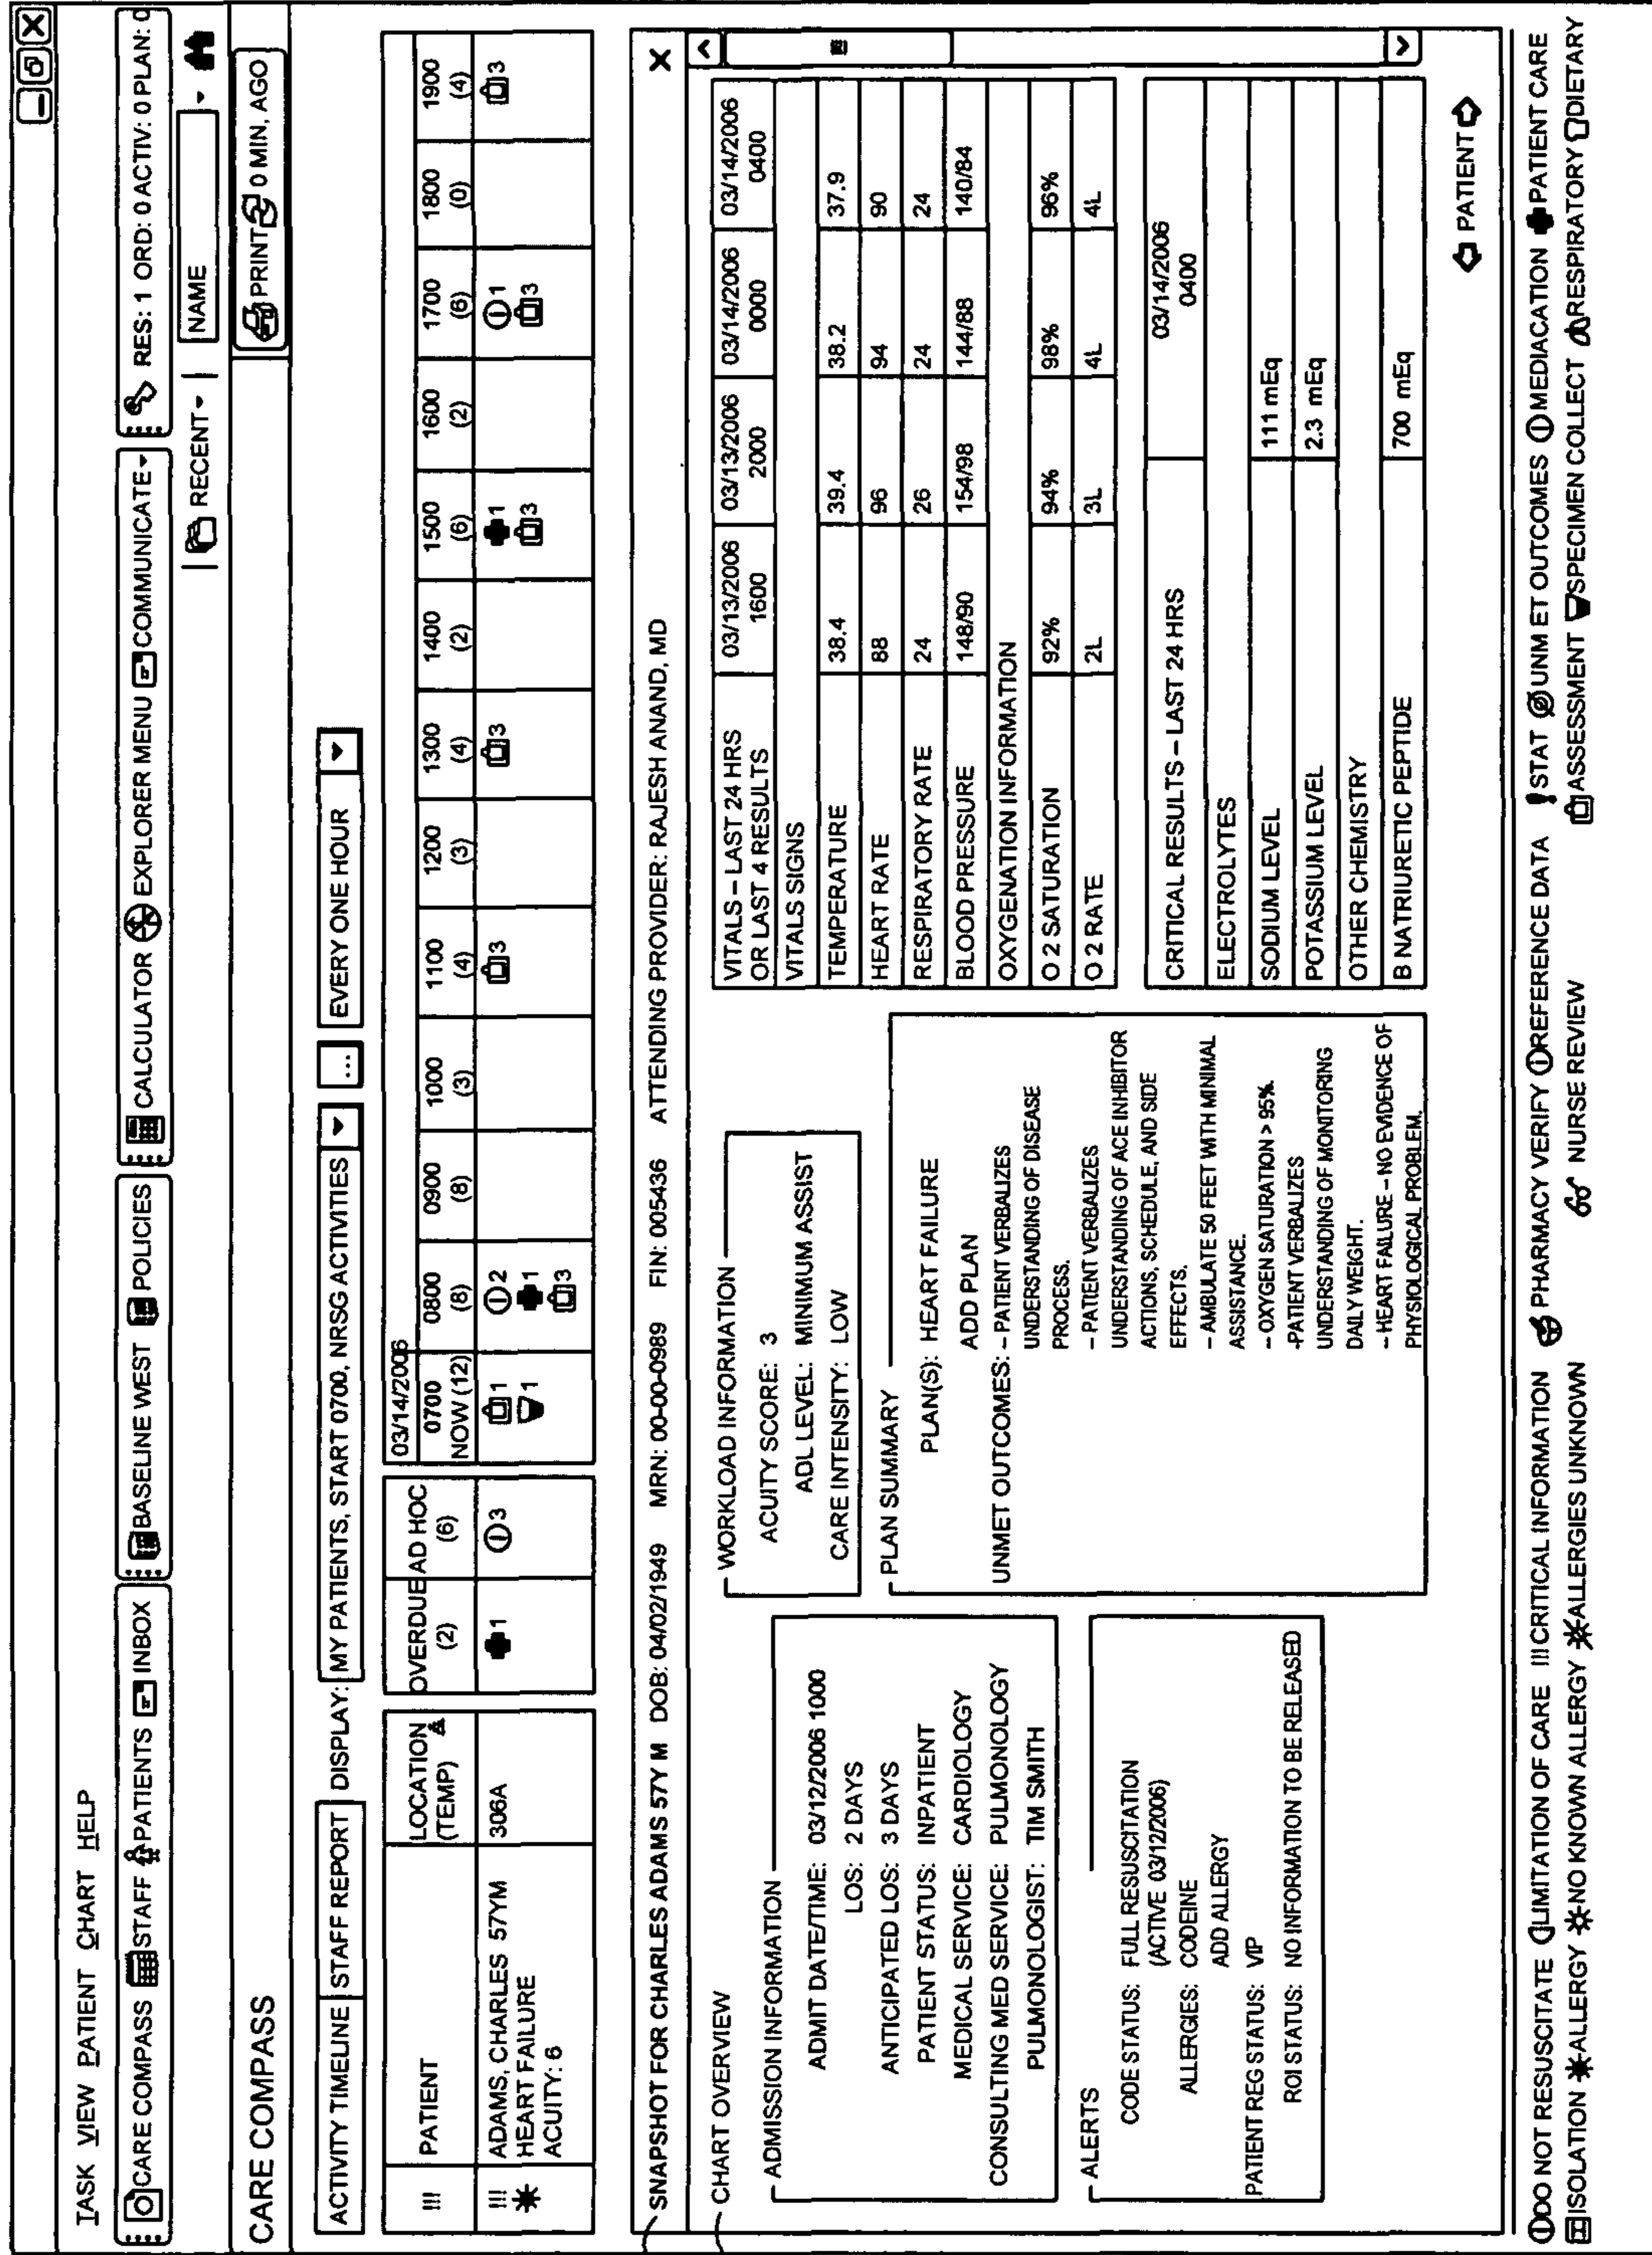 TASK VIEW PATIENT CHART HELP
CARE COMPASS STAFF PATIENTS INBOX BASELINE WEST POLICIES CALCULATOR EXPLORER MENU COMMUNICATE RES: 1 ORD: 0 ACTIV: 0 PLAN: 0
RECENT NAME
CARE COMPASS PRINT 0 MIN, AGO
ACTIVITY TIMELINE STAFF REPORT DISPLAY: MY PATIENTS, START 0700, NRSG ACTIVITIES ... EVERY ONE HOUR
03/14/2006
!!! PATIENT LOCATION (TEMP) OVERDUE (2) AD HOC (6) 0700 NOW (12) 0800 (8) 0900 (8) 1000 (3) 1100 (4) 1200 (3) 1300 (4) 1400 (2) 1500 (6) 1600 (2) 1700 (6) 1800 (0) 1900 (4)
!!! ADAMS, CHARLES 57YM 306A 1 3 1 2 3 3 1 1 3
HEART FAILURE 1 1 3 3
ACUITY: 6 3
SNAPSHOT FOR CHARLES ADAMS 57Y M DOB: 04/02/1949 MRN: 00-00-0989 FIN: 005436 ATTENDING PROVIDER: RAJESH ANAND, MD X
CHART OVERVIEW
ADMISSION INFORMATION
ADMIT DATE/TIME: 03/12/2006 1000
LOS: 2 DAYS
ANTICIPATED LOS: 3 DAYS
PATIENT STATUS: INPATIENT
MEDICAL SERVICE: CARDIOLOGY
CONSULTING MED SERVICE: PULMONOLOGY
PULMONOLOGIST: TIM SMITH
ALERTS
CODE STATUS: FULL RESUSCITATION
(ACTIVE 03/12/2006)
ALLERGIES: CODEINE
ADD ALLERGY
PATIENT REG STATUS: VIP
ROI STATUS: NO INFORMATION TO BE RELEASED
WORKLOAD INFORMATION
ACUITY SCORE: 3
ADL LEVEL: MINIMUM ASSIST
CARE INTENSITY: LOW
PLAN SUMMARY
PLAN(S): HEART FAILURE
ADD PLAN
UNMET OUTCOMES: – PATIENT VERBALIZES
UNDERSTANDING OF DISEASE
PROCESS.
– PATIENT VERBALIZES
UNDERSTANDING OF ACE INHIBITOR
ACTIONS, SCHEDULE, AND SIDE
EFFECTS.
– AMBULATE 50 FEET WITH MINIMAL
ASSISTANCE.
– OXYGEN SATURATION > 95%.
-PATIENT VERBALIZES
UNDERSTANDING OF MONITORING
DAILY WEIGHT.
– HEART FAILURE – NO EVIDENCE OF
PHYSIOLOGICAL PROBLEM.
VITALS – LAST 24 HRS 03/13/2006 03/13/2006 03/14/2006 03/14/2006
OR LAST 4 RESULTS 1600 2000 0000 0400
VITALS SIGNS
TEMPERATURE 38.4 39.4 38.2 37.9
HEART RATE 88 96 94 90
RESPIRATORY RATE 24 26 24 24
BLOOD PRESSURE 148/90 154/98 144/88 140/84
OXYGENATION INFORMATION
O 2 SATURATION 92% 94% 98% 96%
O 2 RATE 2L 3L 4L 4L
CRITICAL RESULTS – LAST 24 HRS 03/14/2006 0400
ELECTROLYTES
SODIUM LEVEL 111 mEq
POTASSIUM LEVEL 2.3 mEq
OTHER CHEMISTRY
B NATRIURETIC PEPTIDE 700 mEq
PATIENT
DO NOT RESUSCITATE LIMITATION OF CARE !!! CRITICAL INFORMATION PHARMACY VERIFY REFERENCE DATA STAT UNM ET OUTCOMES MEDIACATION PATIENT CARE
ISOLATION ALLERGY NO KNOWN ALLERGY ALLERGIES UNKNOWN NURSE REVIEW ASSESSMENT SPECIMEN COLLECT RESPIRATORY DIETARY